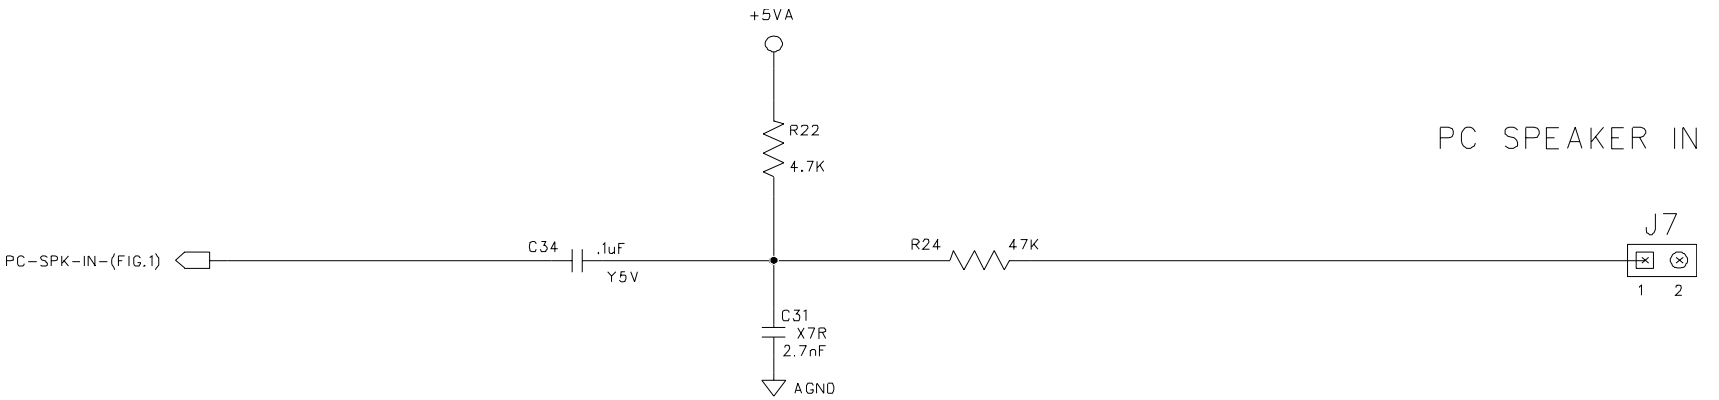 +5VA
R22
4.7K
PC SPEAKER IN
J7
PC-SPK-IN-(FIG.1)
C34
.1uF
Y5V
R24
47K
1 2
C31
X7R
2.7nF
AGND